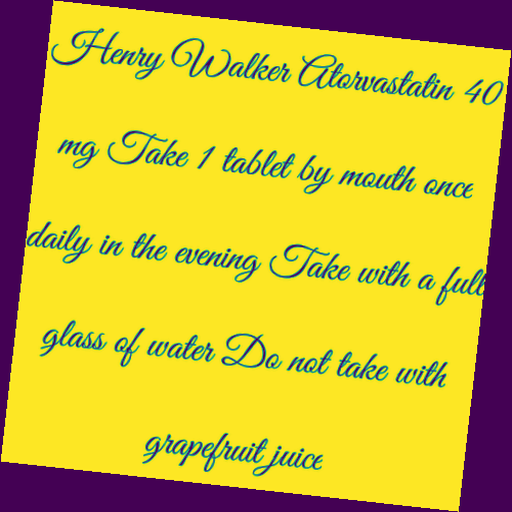 Henry Walker Atorvastatin 40
mg Take 1 tablet by mouth once
daily in the evening Take with a full
glass of water Do not take with
grapefruit juice